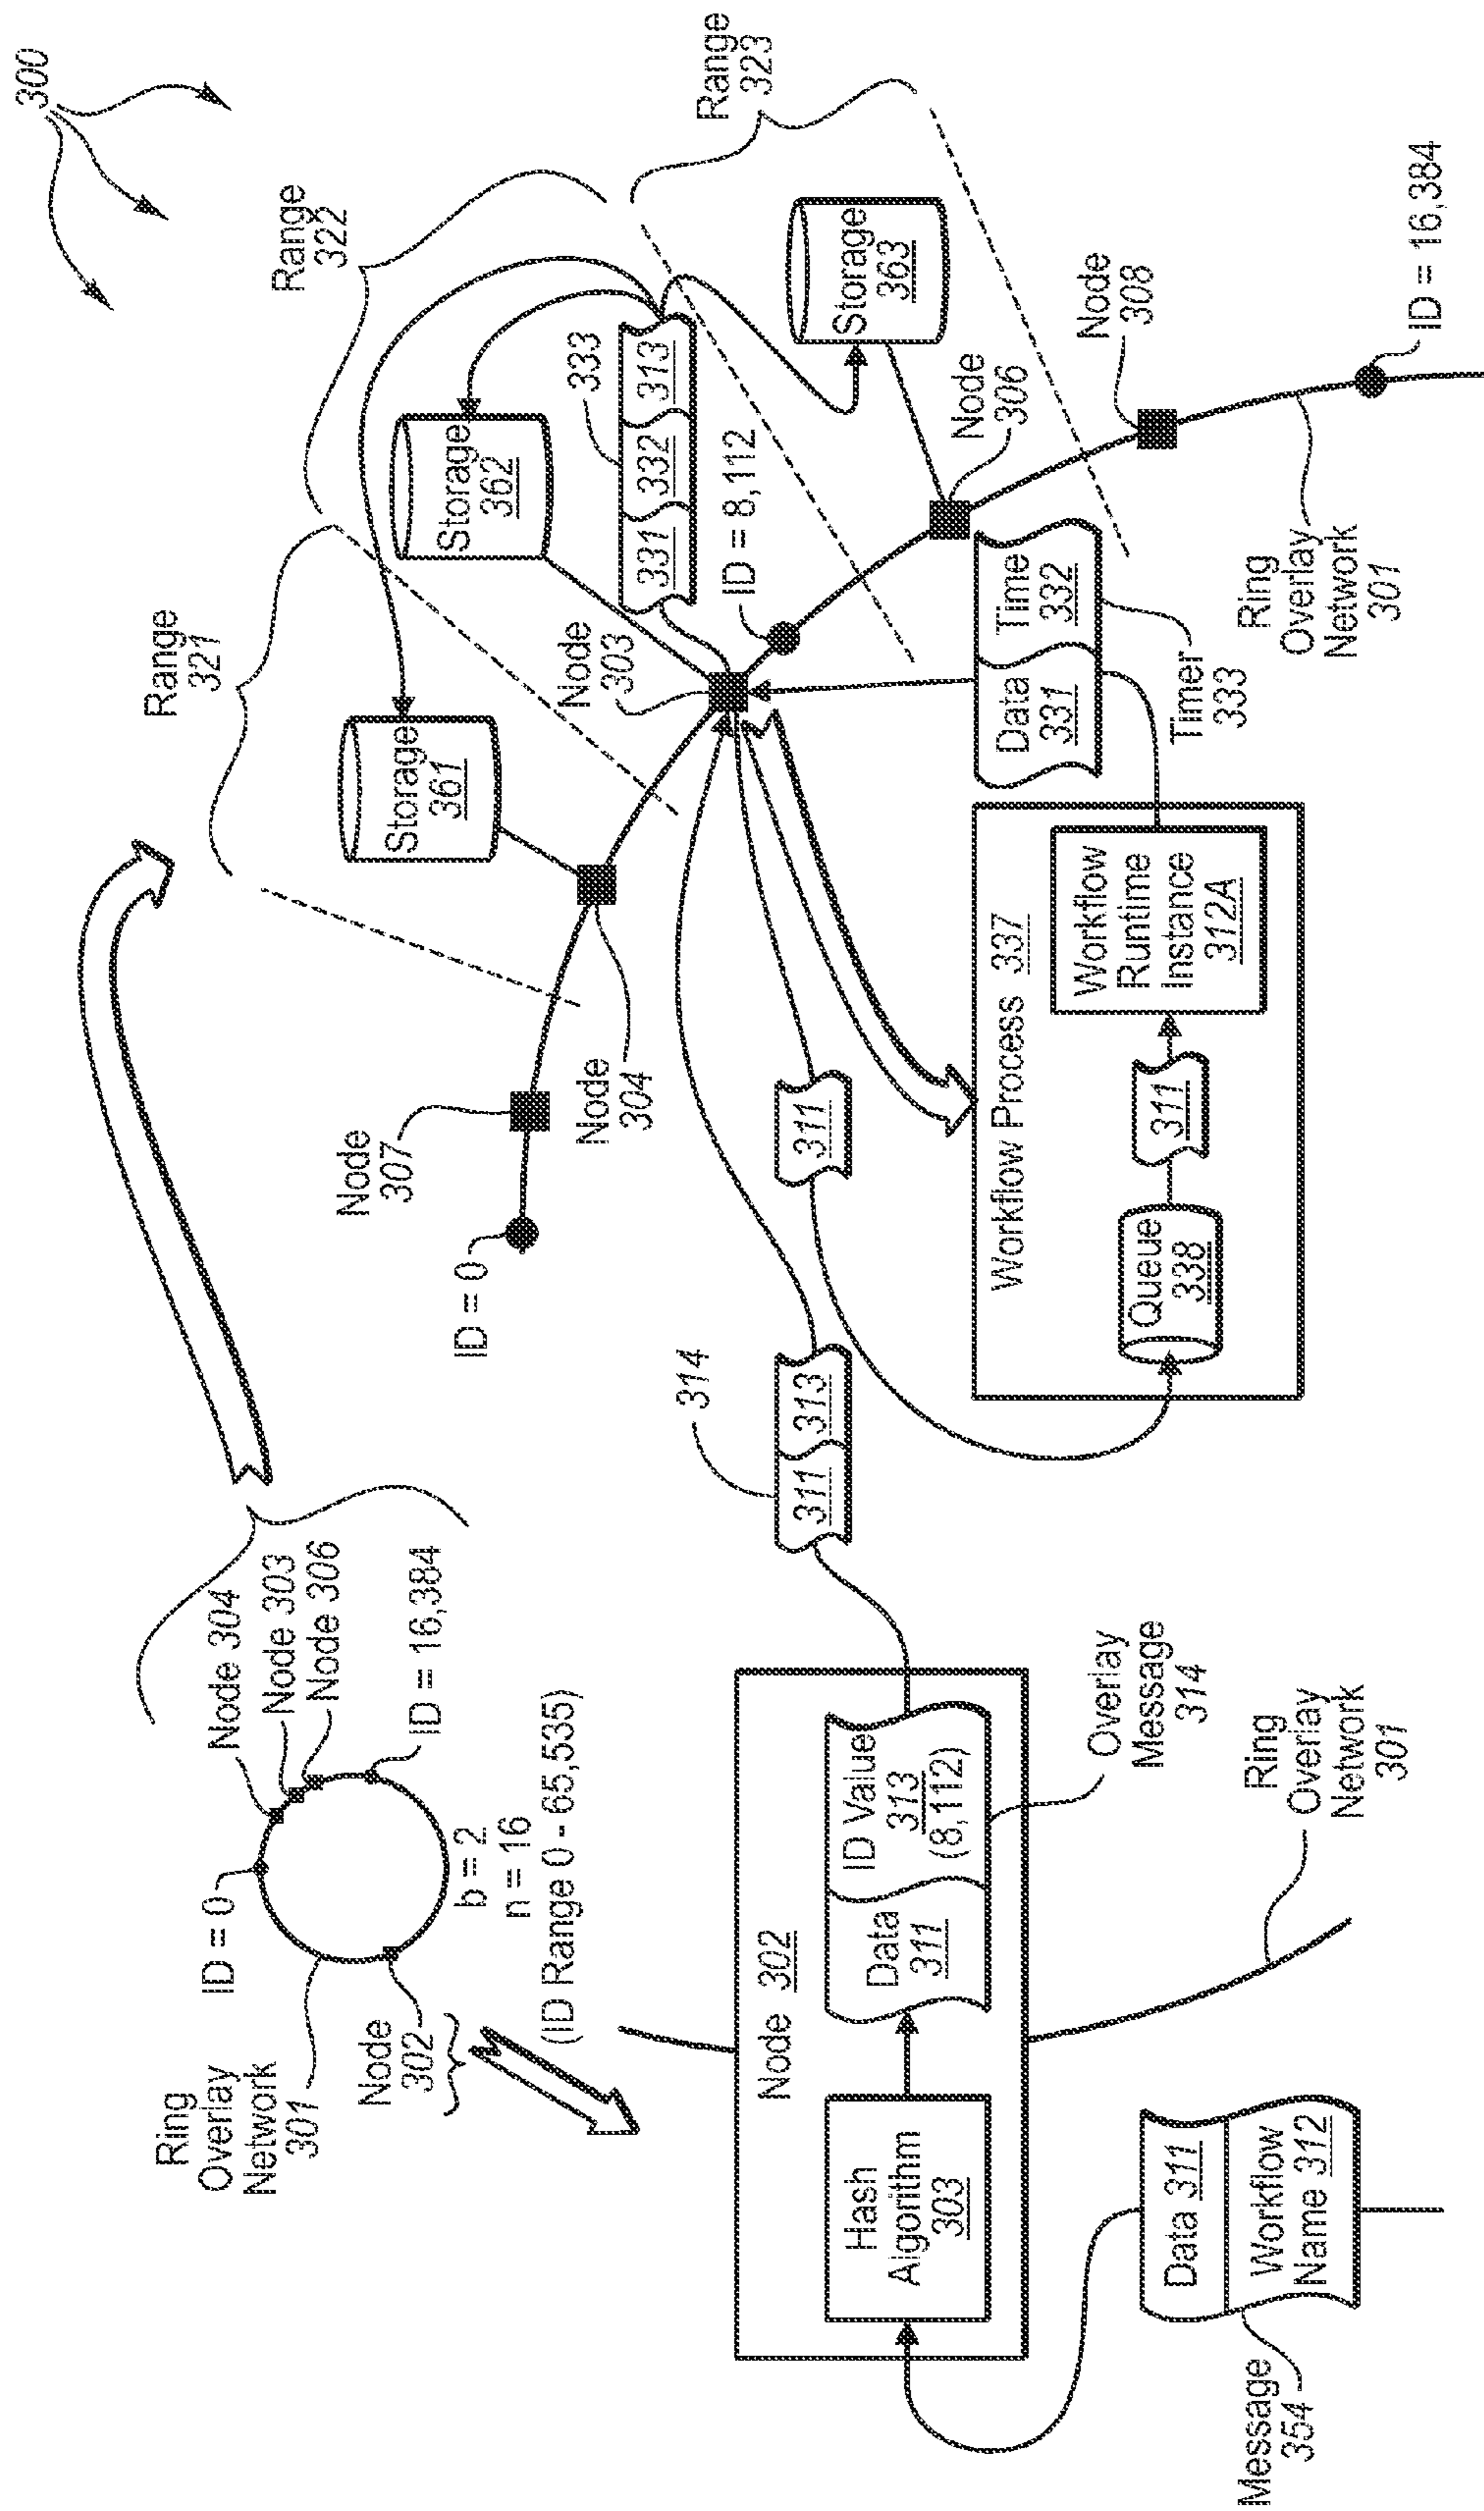 300
Ring
Overlay
Network
301
ID = 0
Node 304
Node 303
Node 306
ID = 16,384
Node
302
b = 2
n = 16
(ID Range 0 - 65,535)
Range
321
Range
322
Range
323
Storage
361
Storage
362
Storage
363
333
331
332
313
ID = 0
Node
307
Node
304
Node
303
ID = 8,112
Node
306
Node
308
ID = 16,384
Ring
Overlay
Network
301
Node 302
Hash
Algorithm
303
Data
311
ID Value
313
(8,112)
Overlay
Message
314
Ring
Overlay
Network
301
Message
354
Data 311
Workflow
Name 312
314
311
313
311
Workflow Process 337
Queue
338
311
Workflow
Runtime
Instance
312A
Data
331
Time
332
Timer
333